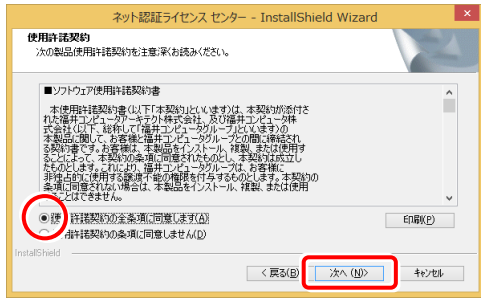 ネット認証ライセンス センター - InstallShield Wizard
使用許諾契約
次の製品使用許諾契約を注意深くお読みください。
■ソフトウェア使用許諾契約書
本使用許諾契約書(以下「本契約」といいます)は、本契約が添付さ
れた福井コンピュータアーキテクト株式会社、及び福井コンピュータ株
式会社(以下、総称して「福井コンピュータグループ」といいます)の
本製品に関して、お客様と福井コンピュータグループとの間に締結され
る契約書です。お客様は、本製品をインストール、複製、または使用す
ることによって、本契約の条項に同意されたものとし、本契約は成立し
たものとします。これにより、福井コンピュータグループは、お客様に
非独占的に使用する譲渡不能の権限を付与するものとします。本契約の
条項に同意されない場合は、本製品をインストール、複製、または使用
することはできません。
使 許諾契約の全条項に同意します(A)
印刷(P)
許諾契約の条項に同意しません(D)
InstallShield
< 戻る(B)
次へ (N)>
キャンセル